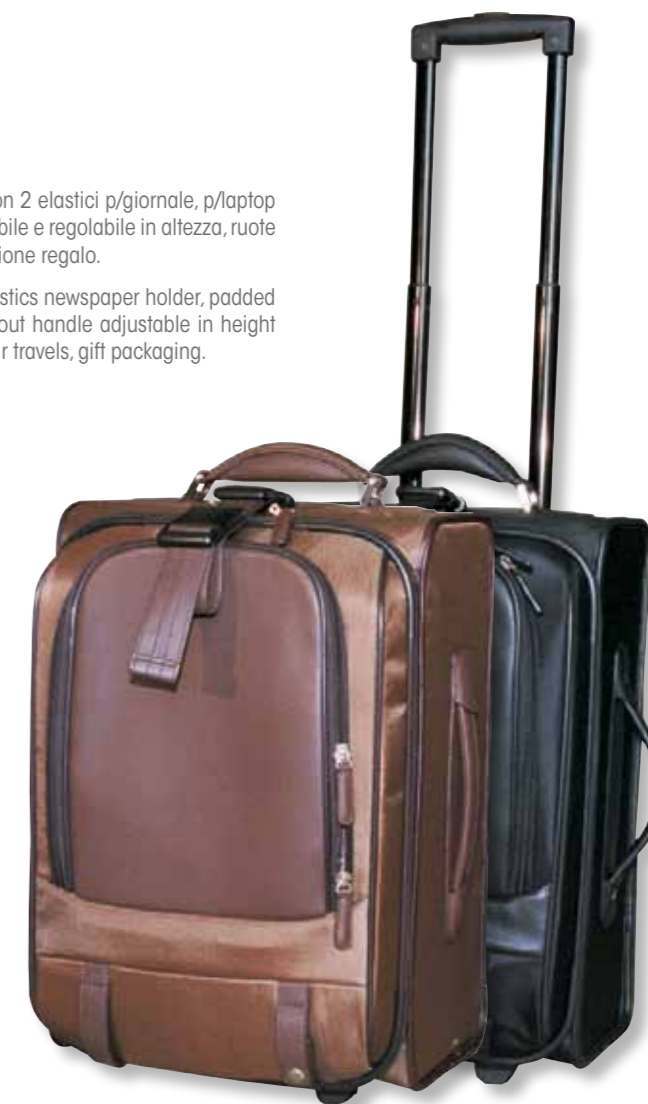 on 2 elastici p/giornale, p/laptop
bile e regolabile in altezza, ruote
ione regalo.
stics newspaper holder, padded
out handle adjustable in height
r travels, gift packaging.